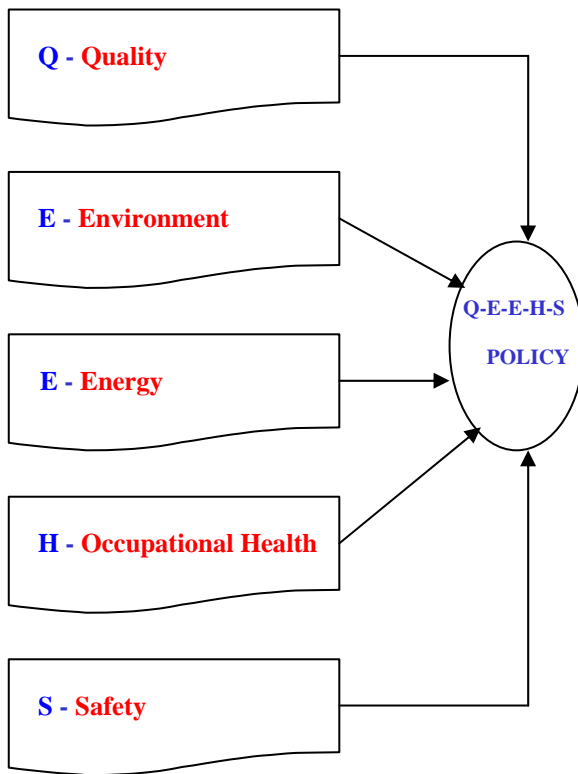 Q - Quality
E - Environment
Q-E-E-H-S
POLICY
E - Energy
H - Occupational Health
S - Safety